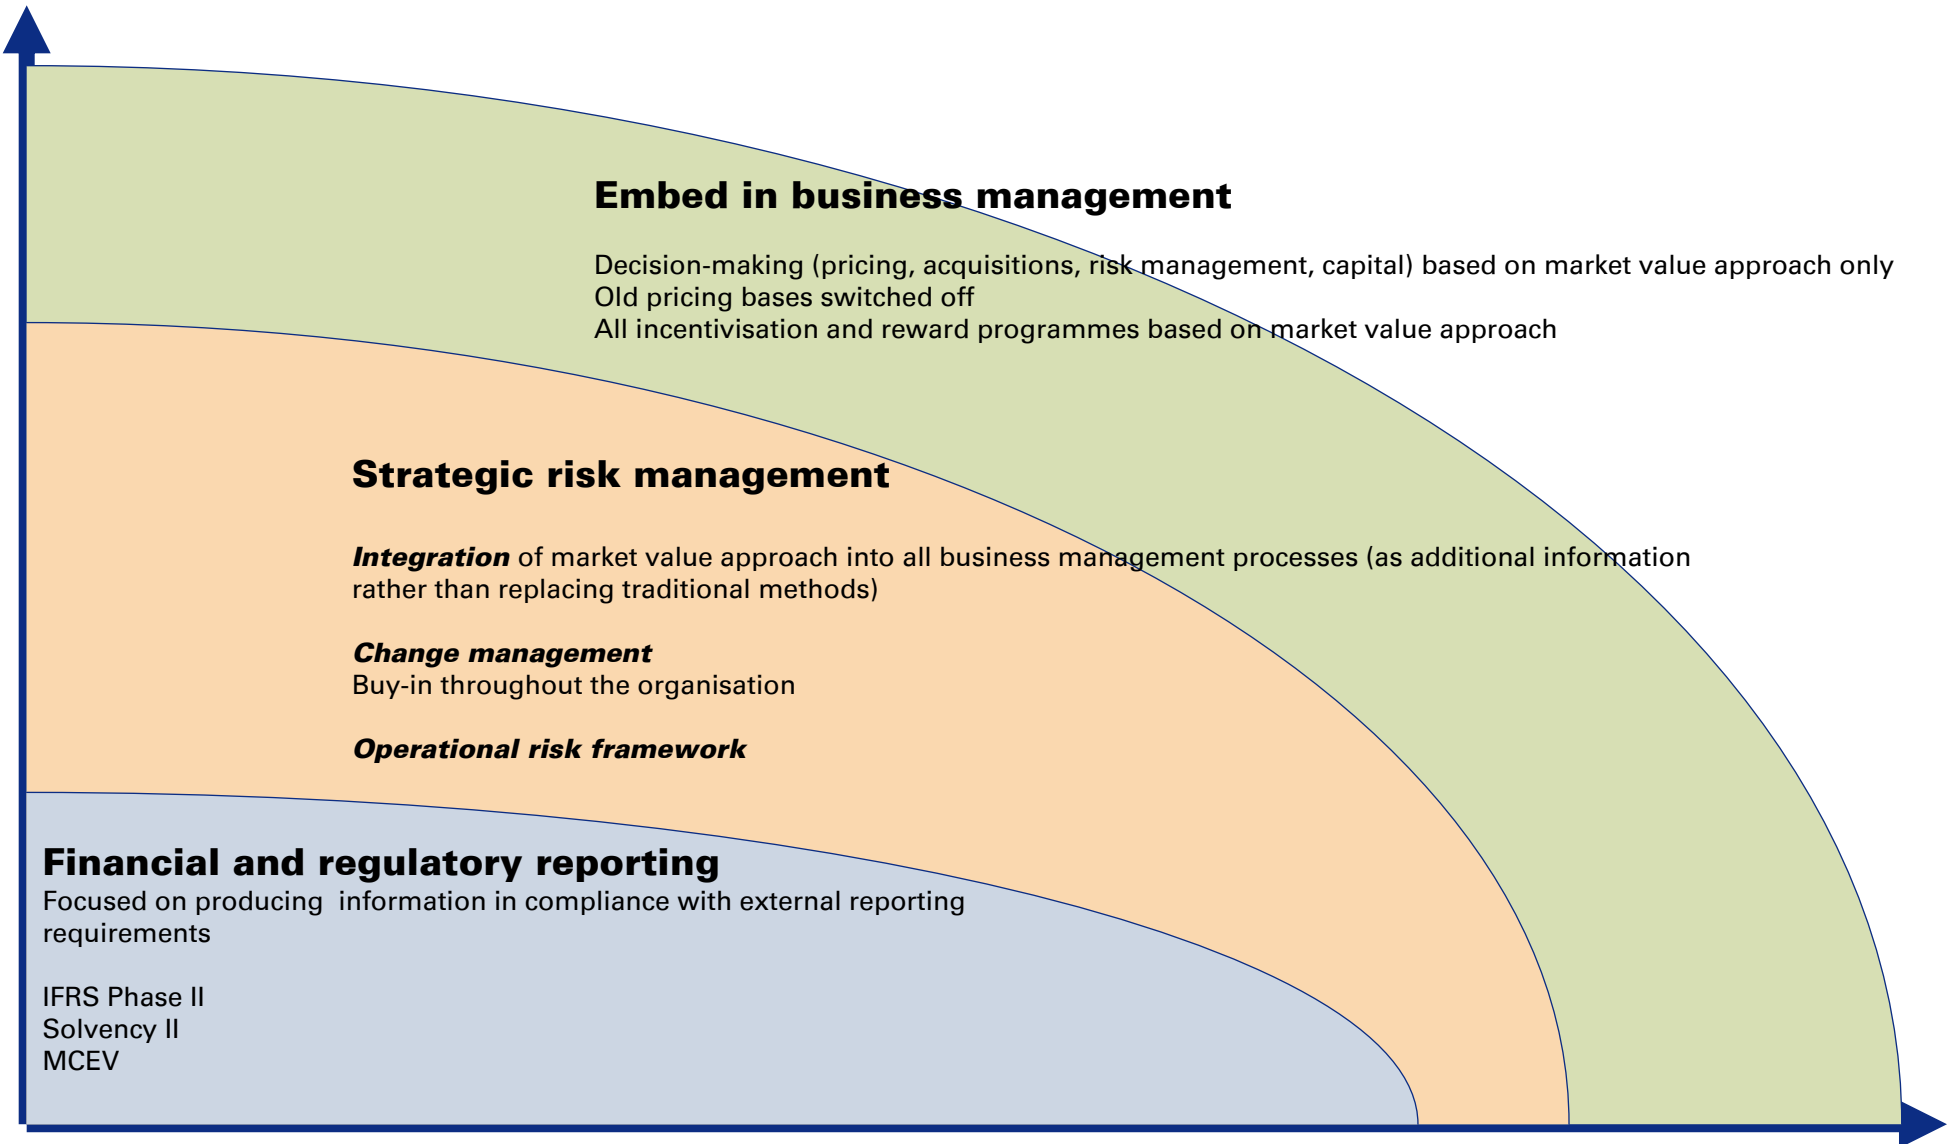 Embed in business management
Decision-making (pricing, acquisitions, risk management, capital) based on market value approach only
Old pricing bases switched off
All incentivisation and reward programmes based on market value approach
Strategic risk management
Integration of market value approach into all business management processes (as additional information
rather than replacing traditional methods)
Change management
Buy-in throughout the organisation
Operational risk framework
Financial and regulatory reporting
Focused on producing  information in compliance with external reporting
requirements
IFRS Phase II
Solvency II
MCEV